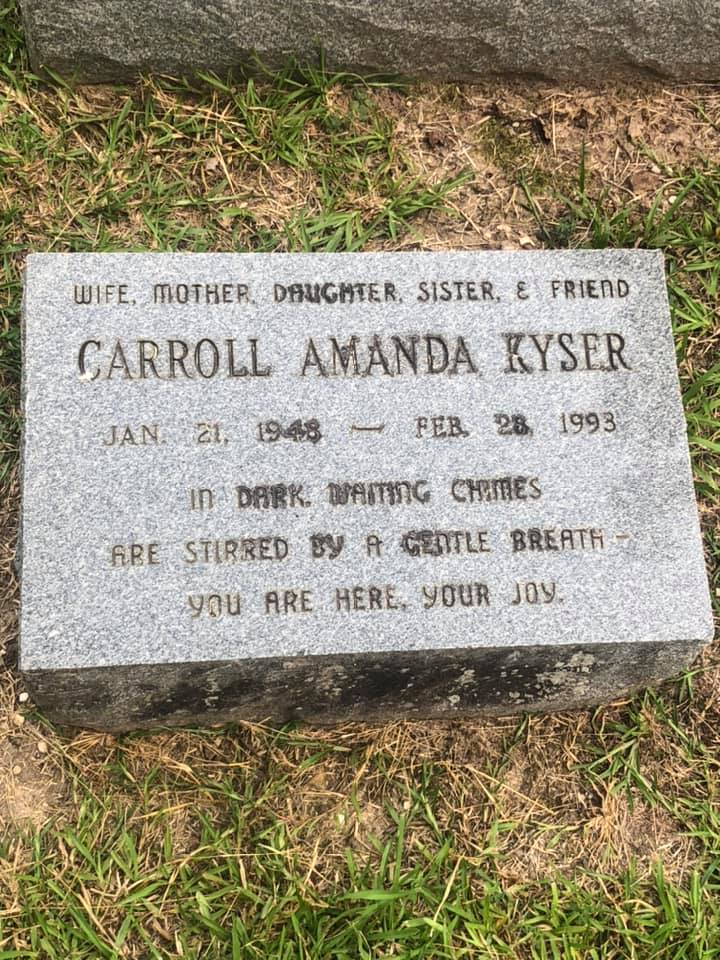 WIFE, MOTHER, DAUGHTER, SISTER, & FRIEND
CARROLL AMANDA KYSER
JAN. 21, 1948 — FEB. 28, 1993
IN DARK, WAITING CHIMES
ARE STIRRED BY A GENTLE BREATH –
YOU ARE HERE, YOUR JOY.